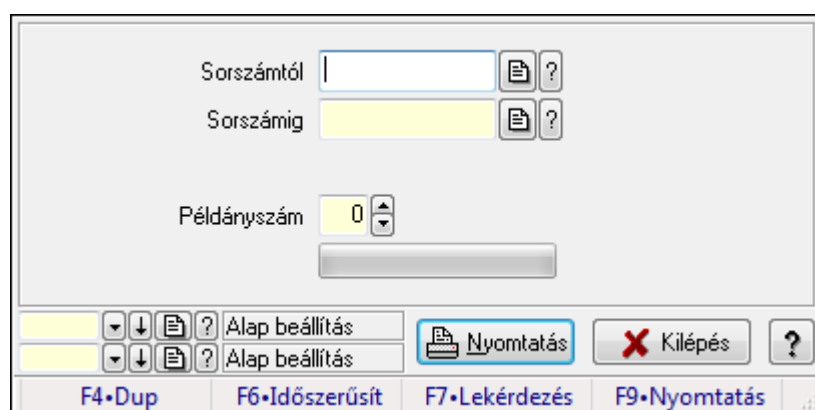 Sorszámtól ?
Sorszámig ?
Példányszám 0
? Alap beállítás
? Alap beállítás
Nyomtatás Kilépés ?
F4•Dup F6•Időszerűsít F7•Lekérdezés F9•Nyomtatás